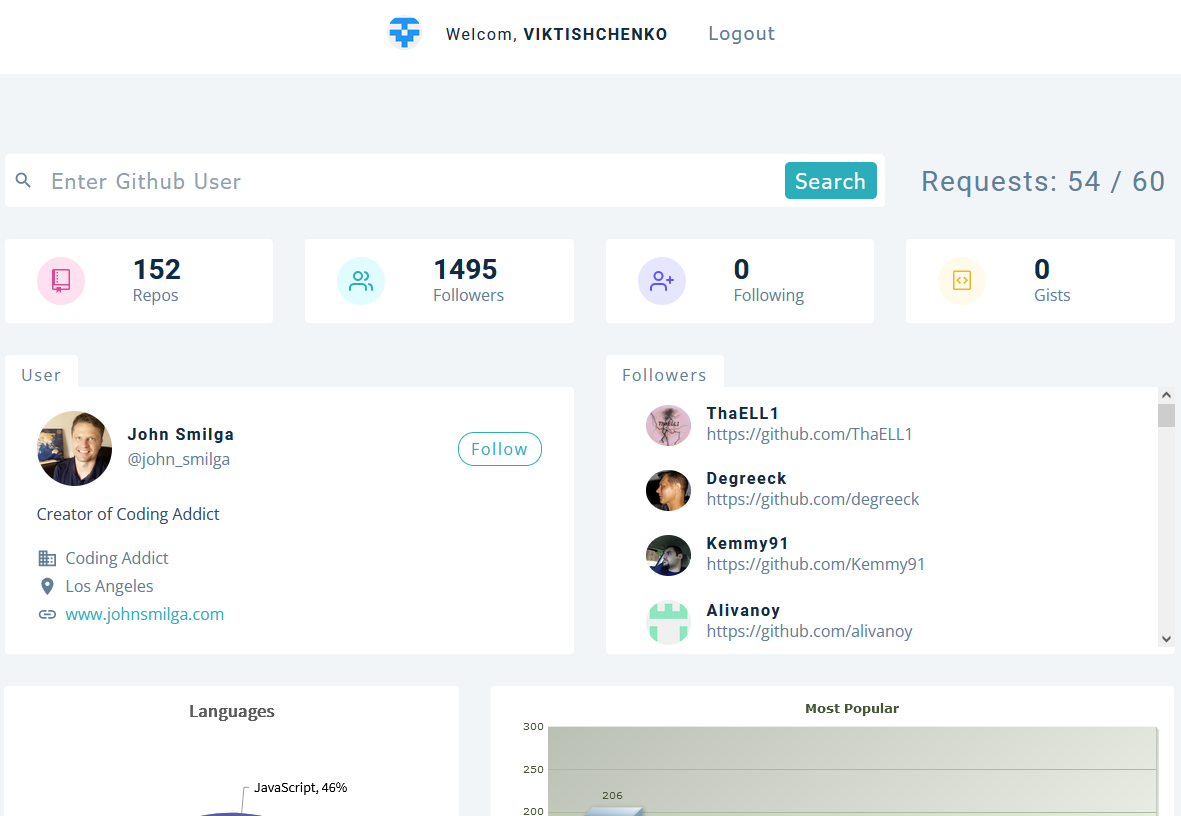 Welcom, VIKTISHCHENKO
Logout
Enter Github User
Search
Requests: 54 / 60
152
Repos
1495
Followers
0
Following
0
Gists
User
John Smilga
@john_smilga
Follow
Creator of Coding Addict
Coding Addict
Los Angeles
www.johnsmilga.com
Followers
ThaELL1
https://github.com/ThaELL1
Degreeck
https://github.com/degreeck
Kemmy91
https://github.com/Kemmy91
Alivanoy
https://github.com/alivanoy
Languages
JavaScript, 46%
Most Popular
300
250
206
200